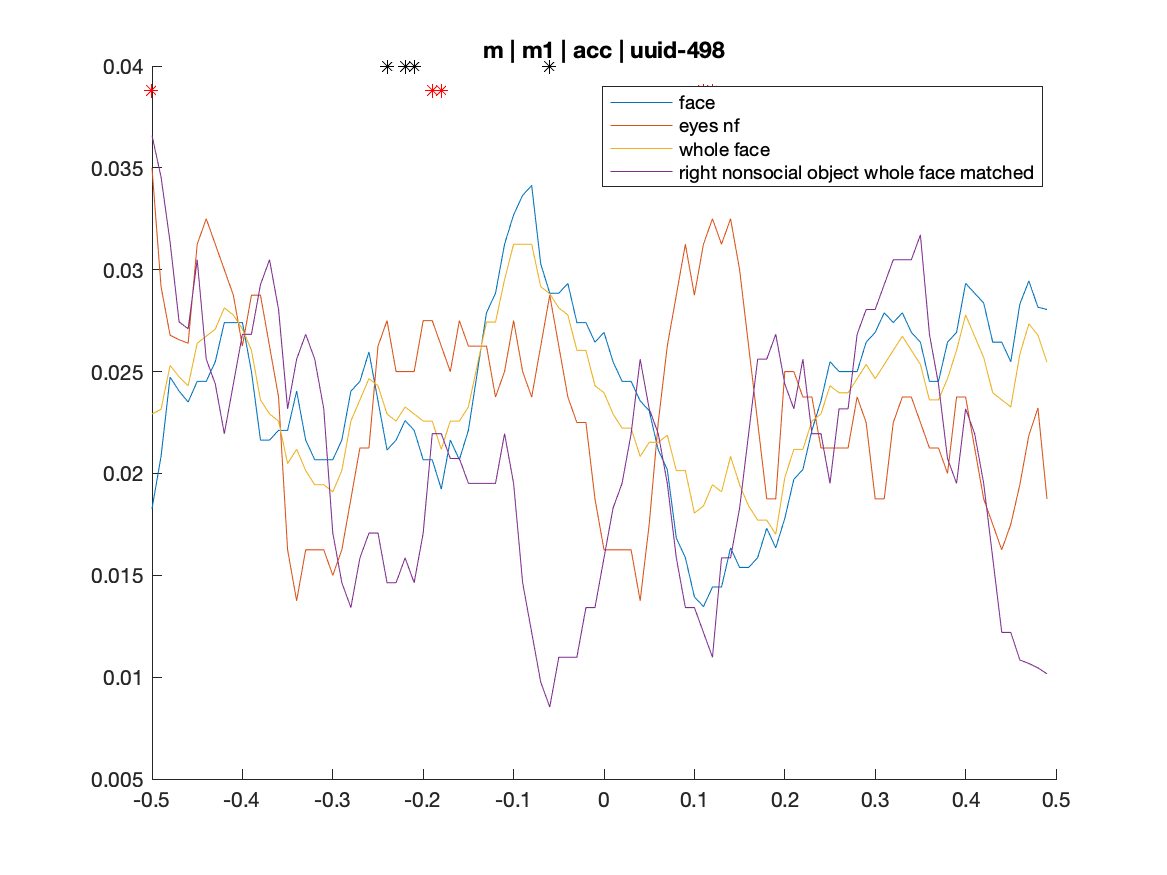 m | m1 | acc | uuid-498
0.04
0.035
0.03
0.025
0.02
0.015
0.01
0.005
face
eyes nf
whole face
right nonsocial object whole face matched
-0.5 -0.4 -0.3 -0.2 -0.1 0 0.1 0.2 0.3 0.4 0.5